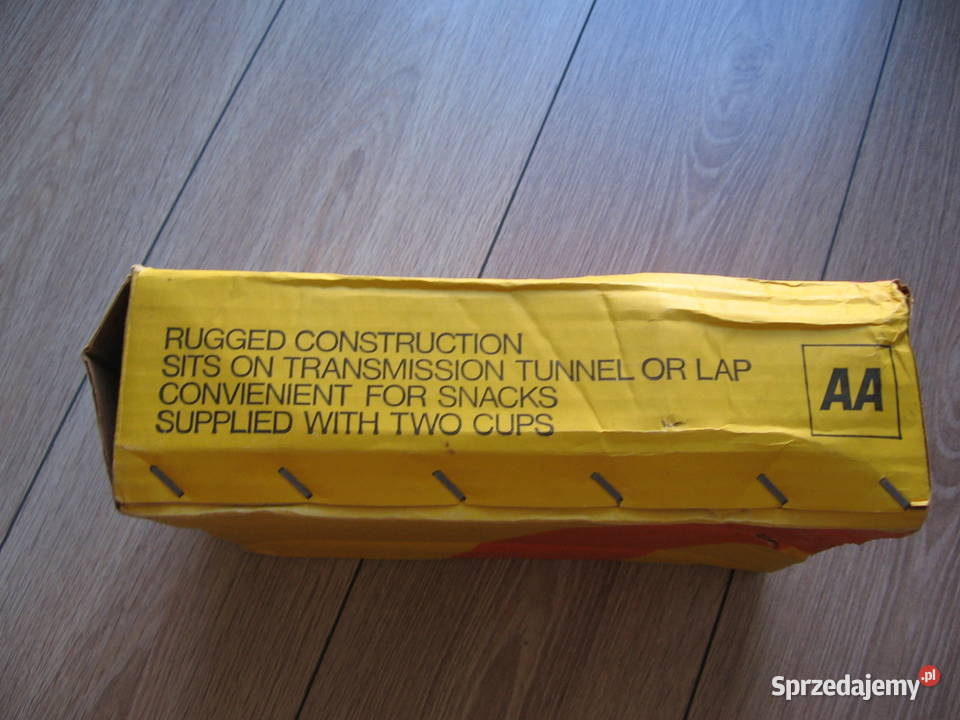 RUGGED CONSTRUCTION
SITS ON TRANSMISSION TUNNEL OR LAP
CONVIENIENT FOR SNACKS
SUPPLIED WITH TWO CUPS
AA
Sprzedajemy.pl